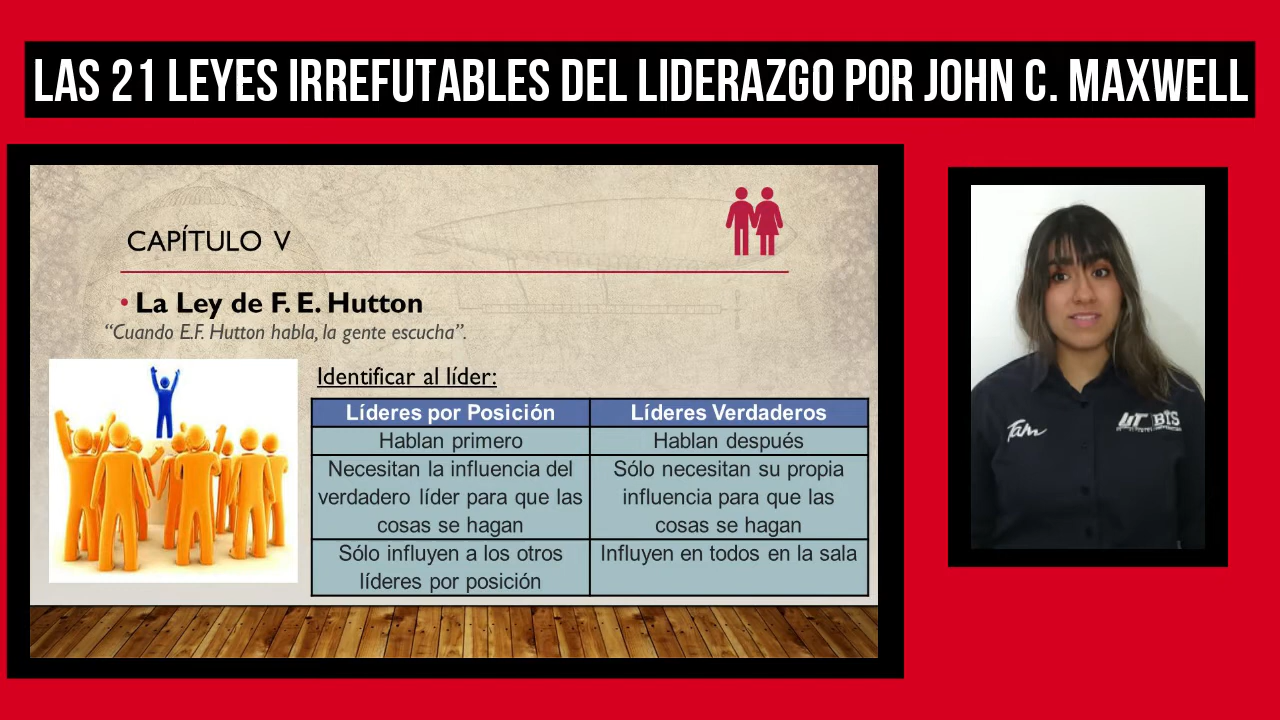 LAS 21 LEYES IRREFUTABLES DEL LIDERAZGO POR JOHN C. MAXWELL
CAPÍTULO V
• La Ley de F. E. Hutton
“Cuando E.F. Hutton habla, la gente escucha”.
Identificar al líder:
Líderes por Posición
Líderes Verdaderos
Hablan primero
Hablan después
Necesitan la influencia del
verdadero líder para que las
cosas se hagan
Sólo necesitan su propia
influencia para que las
cosas se hagan
Sólo influyen a los otros
líderes por posición
Influyen en todos en la sala
Tam
UT BIS